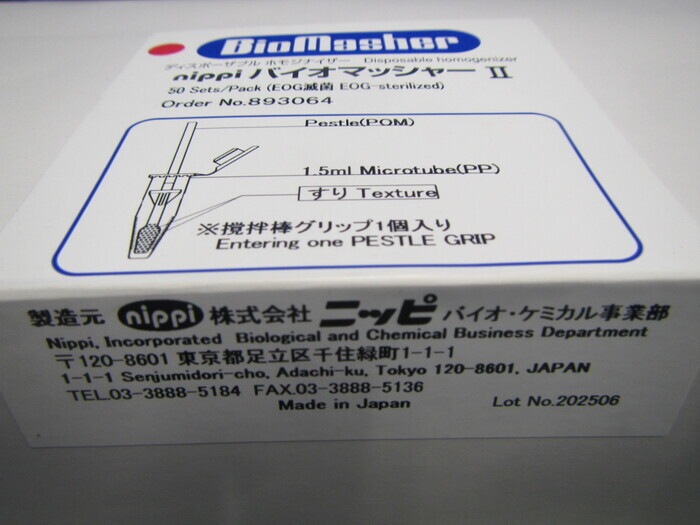 BioMasher
ディスポーザブル ホモジナイザー Disposable homogenizer
nippi バイオマッシャー II
50 Sets/Pack (EOG滅菌 EOG-sterilized)
Order No.893064
Pestle(POM)
1.5ml Microtube(PP)
すり Texture
※撹拌棒グリップ1個入り
Entering one PESTLE GRIP
製造元 nippi 株式会社 ニッピ バイオ・ケミカル事業部
Nippi, Incorporated Biological and Chemical Business Department
〒120-8601 東京都足立区千住緑町1-1-1
1-1-1 Senjumidori-cho, Adachi-ku, Tokyo 120-8601, JAPAN
TEL.03-3888-5184 FAX.03-3888-5136
Made in Japan Lot No.202506